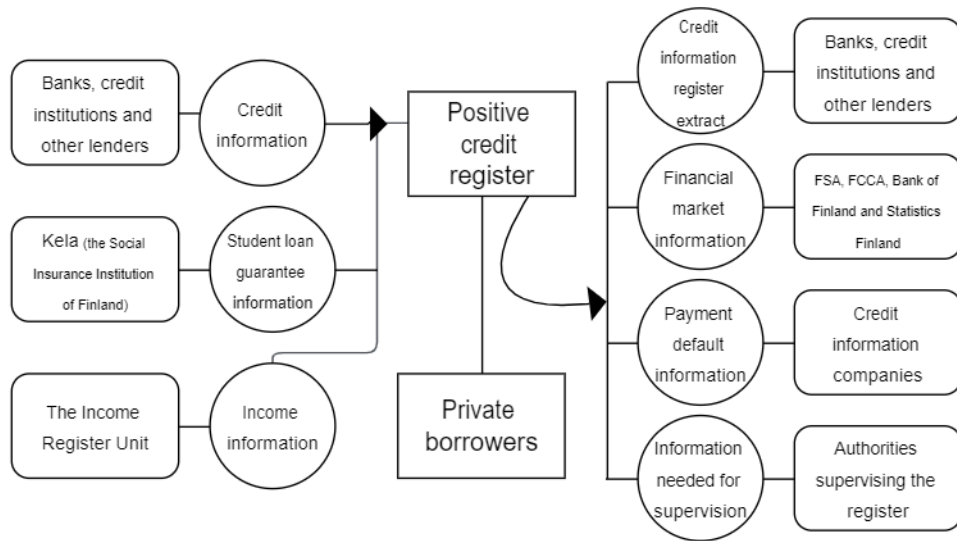 Banks, credit
institutions and
other lenders
Credit
information
Kela (the Social
Insurance Institution
of Finland)
Student loan
guarantee
information
The Income
Register Unit
Income
information
Positive
credit
register
Private
borrowers
Credit
information
register
extract
Banks, credit
institutions and
other lenders
Financial
market
information
FSA, FCCA, Bank of
Finland and Statistics
Finland
Payment
default
information
Credit
information
companies
Information
needed for
supervision
Authorities
supervising the
register